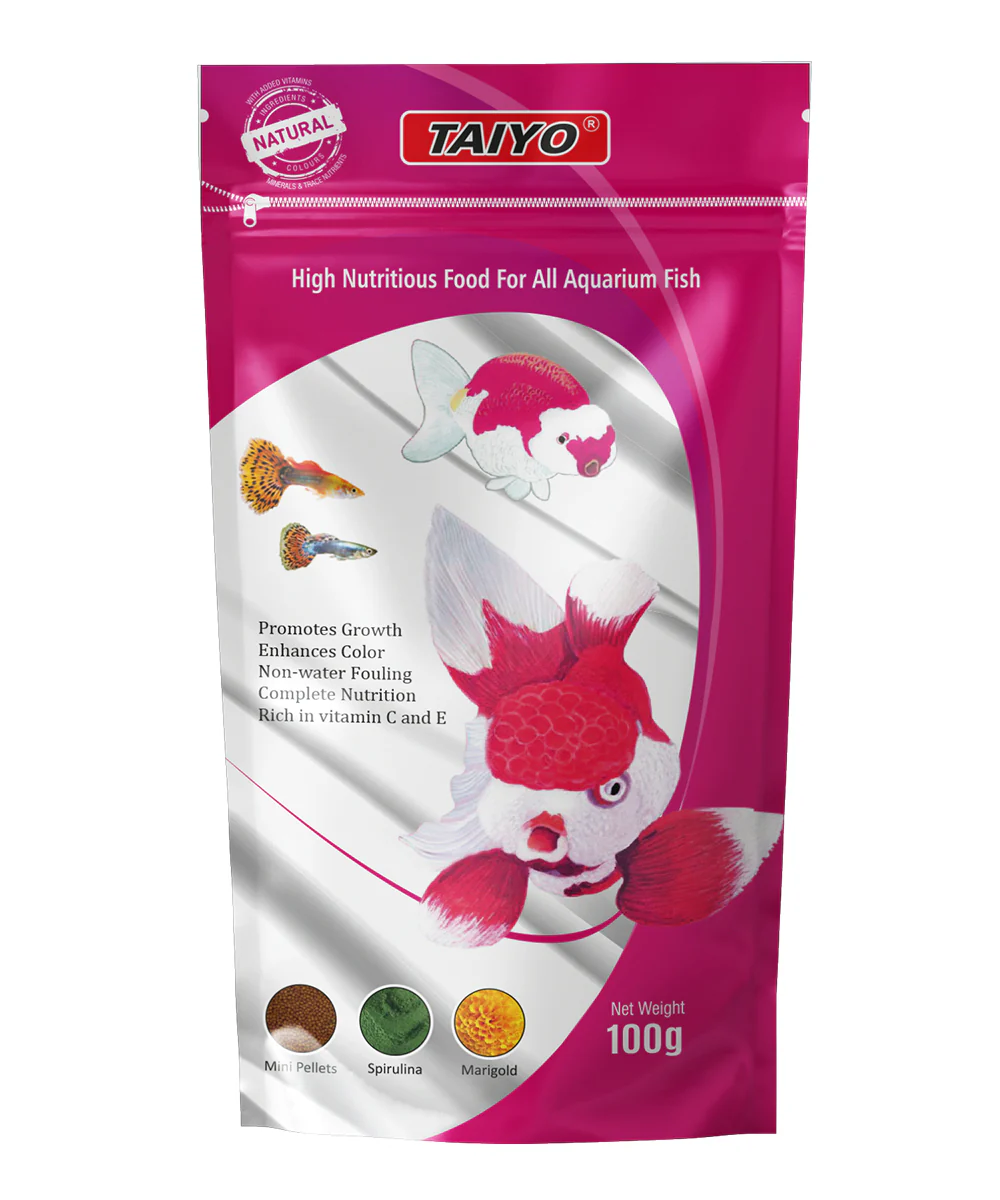 WITH ADDED VITAMINS
INGREDIENTS
NATURAL
COLOURS
MINERALS & TRACE NUTRIENTS
TAIYO®
High Nutritious Food For All Aquarium Fish
Promotes Growth
Enhances Color
Non-water Fouling
Complete Nutrition
Rich in vitamin C and E
Mini Pellets
Spirulina
Marigold
Net Weight
100g